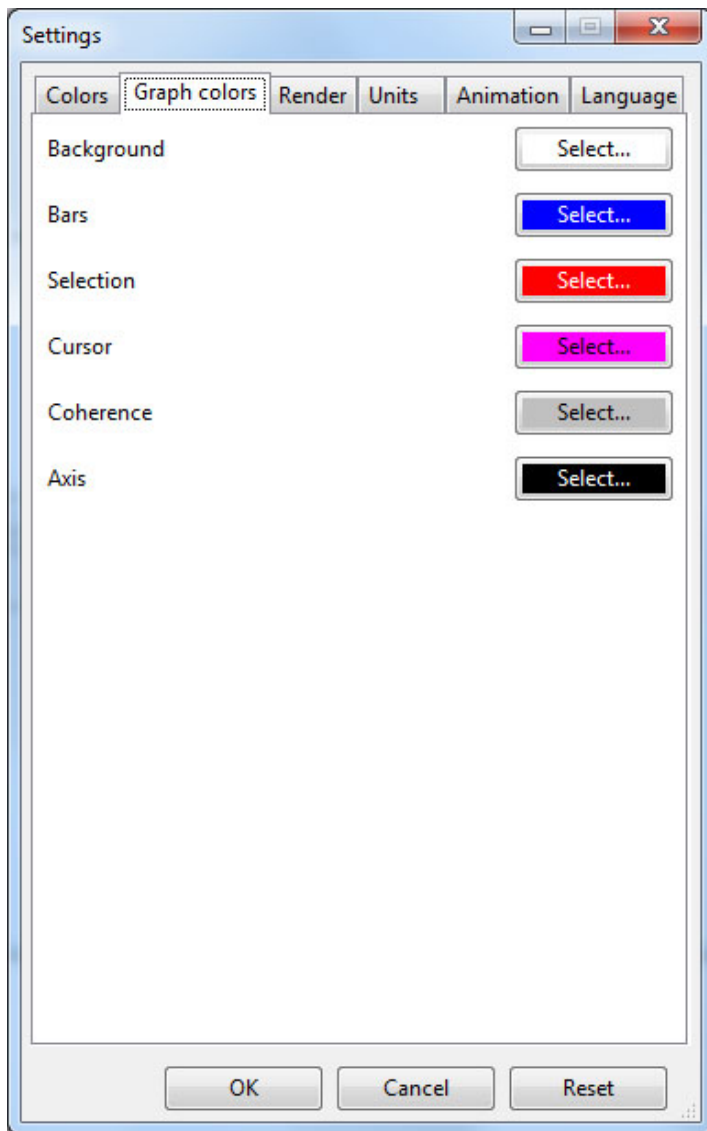 Settings
Colors Graph colors Render Units Animation Language
Background Select...
Bars Select...
Selection Select...
Cursor Select...
Coherence Select...
Axis Select...
OK Cancel Reset